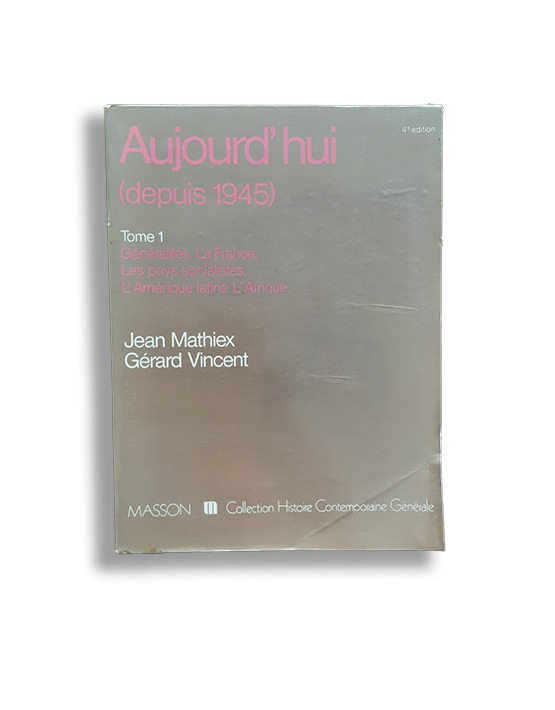 4e édition
Aujourd'hui
(depuis 1945)
Tome 1
Généralités. La France.
Les pays socialistes.
L'Amérique latine. L'Afrique
Jean Mathiex
Gérard Vincent
MASSON m Collection Histoire Contemporaine Générale